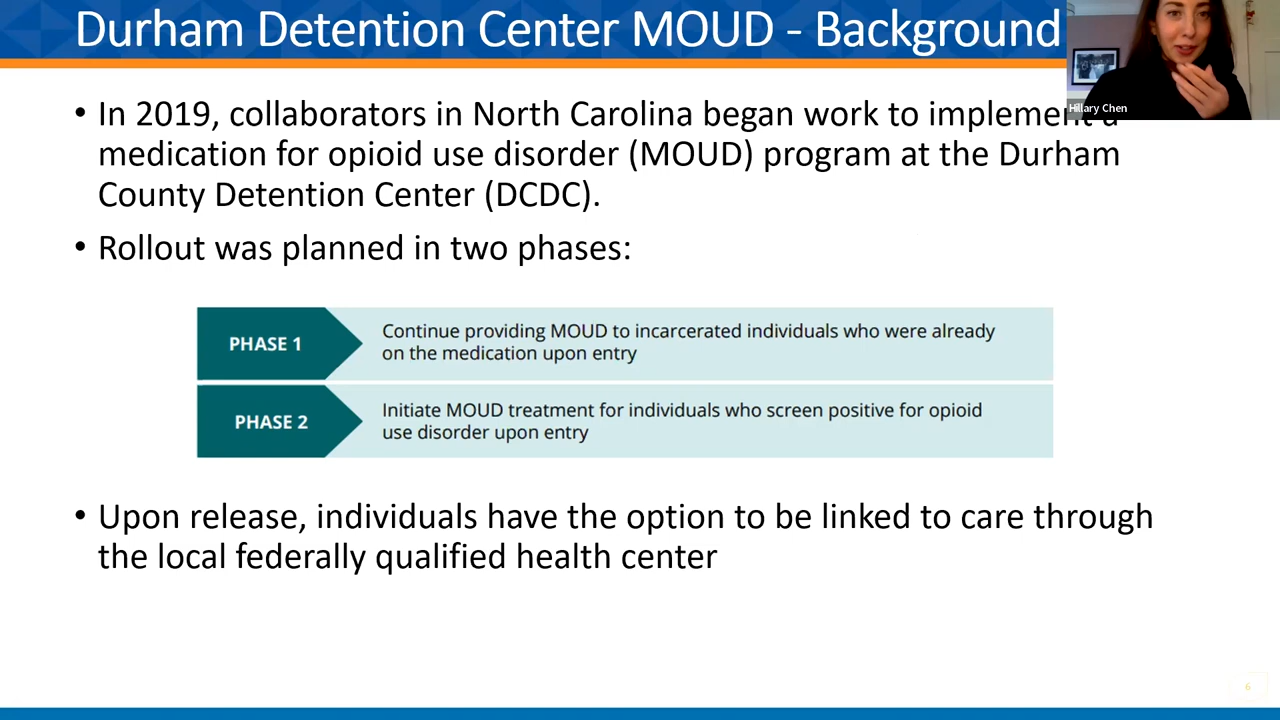 Durham Detention Center MOUD - Background
Hillary Chen
• In 2019, collaborators in North Carolina began work to implement a
medication for opioid use disorder (MOUD) program at the Durham
County Detention Center (DCDC).
• Rollout was planned in two phases:
PHASE 1
Continue providing MOUD to incarcerated individuals who were already
on the medication upon entry
PHASE 2
Initiate MOUD treatment for individuals who screen positive for opioid
use disorder upon entry
• Upon release, individuals have the option to be linked to care through
the local federally qualified health center
6